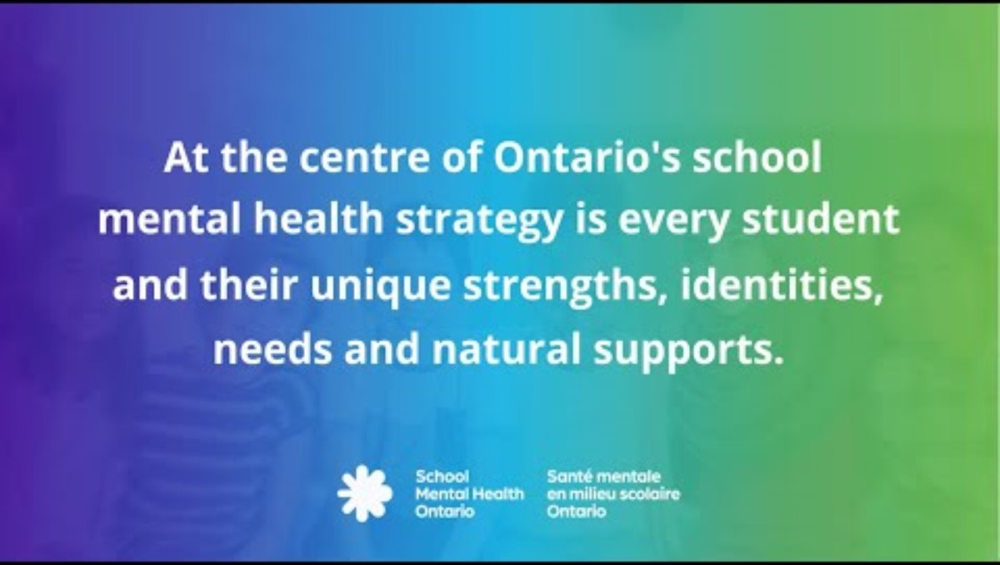 At the centre of Ontario's school
mental health strategy is every student
and their unique strengths, identities,
needs and natural supports.
School
Mental Health
Ontario
Santé mentale
en milieu scolaire
Ontario